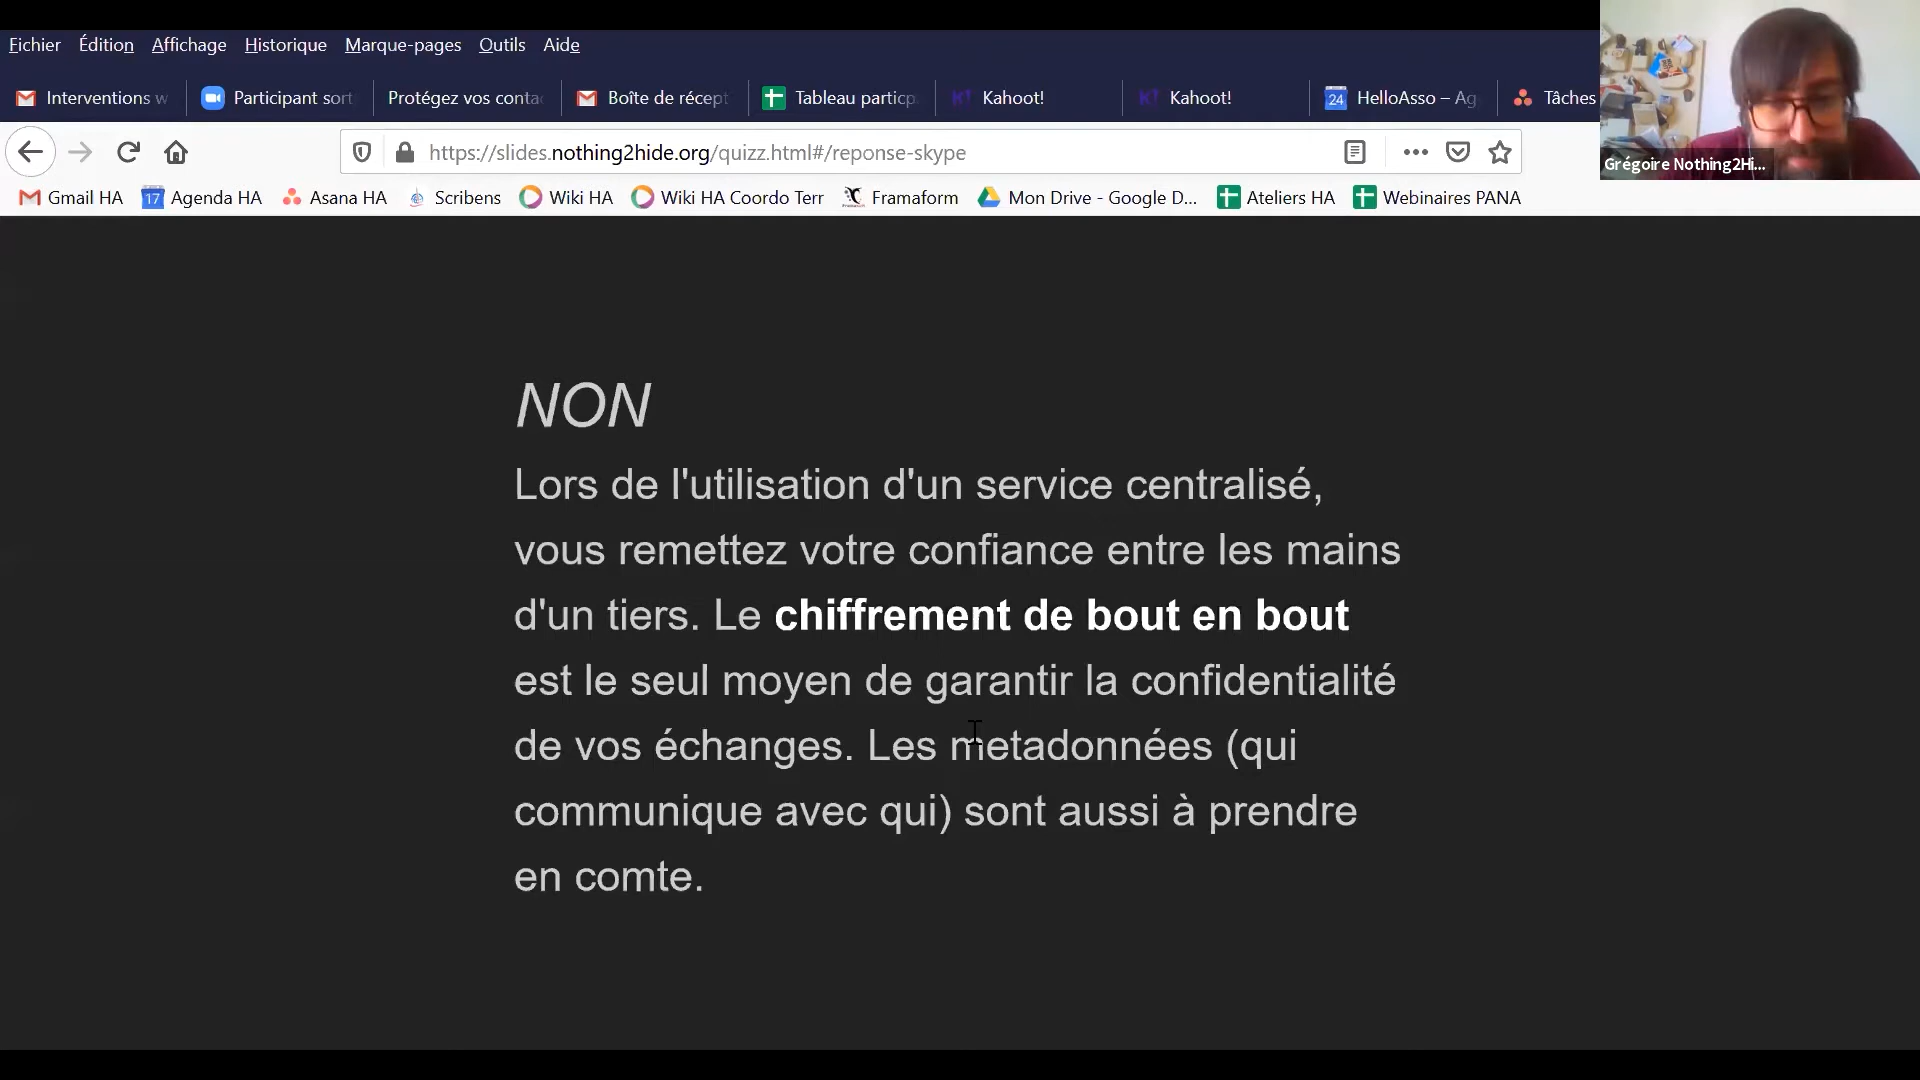 Fichier Édition Affichage Historique Marque-pages Outils Aide
Interventions w Participant sort Protégez vos conta Boîte de récept Tableau particp Kahoot! Kahoot! 24 HelloAsso – Ag Tâches
https://slides.nothing2hide.org/quizz.html#/reponse-skype
Grégoire Nothing2Hi...
Gmail HA 17 Agenda HA Asana HA Scribens Wiki HA Wiki HA Coordo Terr Framaform Mon Drive - Google D... Ateliers HA Webinaires PANA
NON
Lors de l'utilisation d'un service centralisé,
vous remettez votre confiance entre les mains
d'un tiers. Le chiffrement de bout en bout
est le seul moyen de garantir la confidentialité
de vos échanges. Les metadonnées (qui
communique avec qui) sont aussi à prendre
en comte.